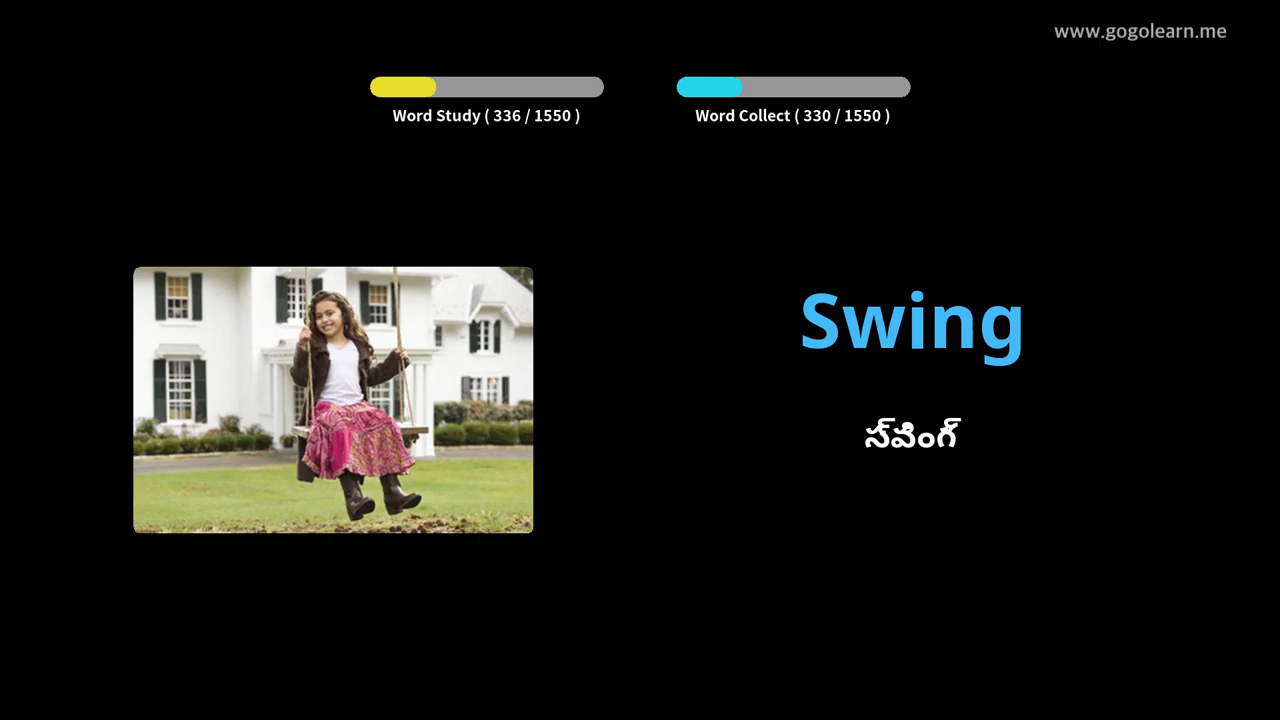 www.gogolearn.me
Word Study ( 336 / 1550 )
Word Collect ( 330 / 1550 )
Swing
స్‌వింగ్